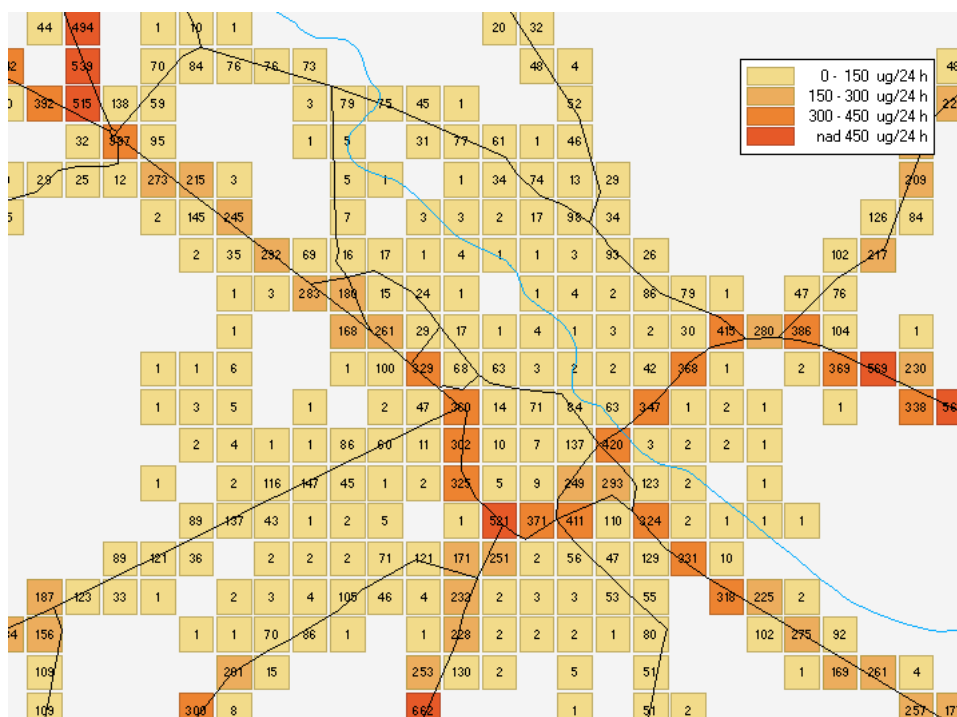 44 494 1 10 1 20 32
539 70 84 76 76 73 48 4 48
0 - 150 ug/24 h
150 - 300 ug/24 h
300 - 450 ug/24 h
nad 450 ug/24 h
392 515 138 59 3 79 75 45 1 52
32 95 1 5 31 77 61 1 46
29 25 12 273 215 3 5 1 1 34 74 13 29 209
2 145 245 7 3 3 2 17 98 34 126 84
2 35 292 69 16 17 1 4 1 1 3 93 26 102 217
1 3 283 180 15 24 1 1 4 2 86 79 1 47 76
1 168 261 29 17 1 4 1 3 2 30 415 280 386 104 1
1 1 6 1 100 329 68 63 3 2 2 42 368 1 2 369 569 230
1 3 5 1 2 47 360 14 71 84 63 347 1 2 1 1 338
2 4 1 1 86 60 11 302 10 7 137 420 3 2 2 1
1 2 116 147 45 1 2 325 5 9 249 293 123 2 1
89 137 43 1 2 5 1 521 371 411 110 324 2 1 1 1
89 121 36 2 2 2 71 121 171 251 2 56 47 129 331 10
187 123 33 1 2 3 4 105 46 4 232 2 3 3 53 55 318 225 2
156 1 1 70 86 1 1 228 2 2 2 1 80 102 275 92
109 201 15 253 130 2 5 51 1 169 261 4
109 300 8 662 1 51 2 257